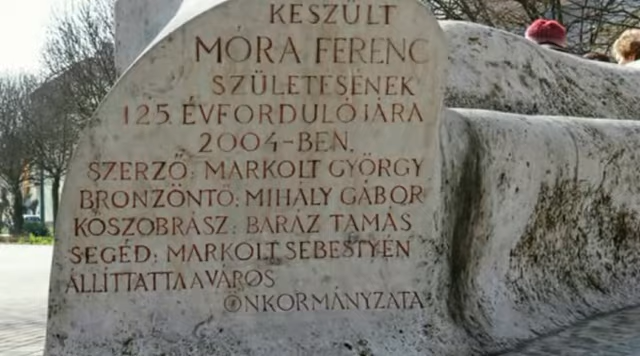 KÉSZÜLT
MÓRA FERENC
SZÜLETÉSÉNEK
125. ÉVFORDULÓJÁRA
2004-BEN.
SZERZŐ: MARKOLT GYÖRGY
BRONZÖNTŐ: MIHÁLY GÁBOR
KŐSZOBRÁSZ: BARÁZ TAMÁS
SEGÉD: MARKOLT SEBESTYÉN
ÁLLÍTTATTA A VÁROS
ÖNKORMÁNYZATA